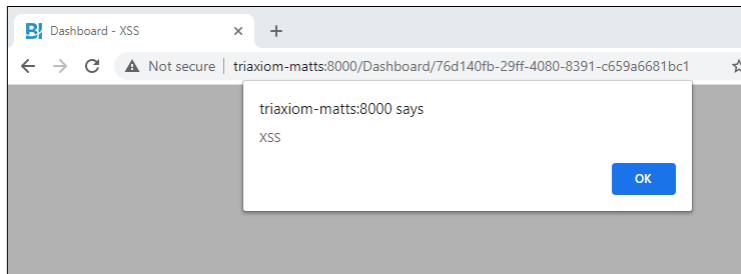 B! Dashboard - XSS
Not secure | triaxiom-matts:8000/Dashboard/76d140fb-29ff-4080-8391-c659a6681bc1
triaxiom-matts:8000 says
XSS
OK